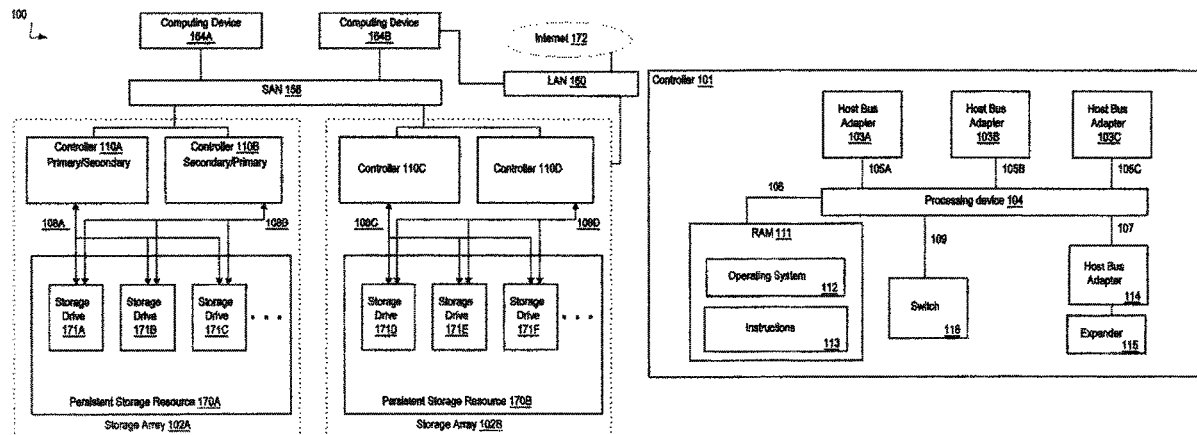 100
Computing Device
164A
Computing Device
164B
Internet 172
SAN 158
LAN 160
Controller 110A
Primary/Secondary
Controller 110B
Secondary/Primary
Controller 110C
Controller 110D
108A
108B
108C
108D
Storage
Drive
171A
Storage
Drive
171B
Storage
Drive
171C
Storage
Drive
171D
Storage
Drive
171E
Storage
Drive
171F
Persistent Storage Resource 170A
Storage Array 102A
Persistent Storage Resource 170B
Storage Array 102B
Controller 101
Host Bus
Adapter
103A
Host Bus
Adapter
103B
Host Bus
Adapter
103C
105A
105B
105C
106
Processing device 104
RAM 111
109
107
Operating System
112
Instructions
113
Switch
116
Host Bus
Adapter
114
Expander
115